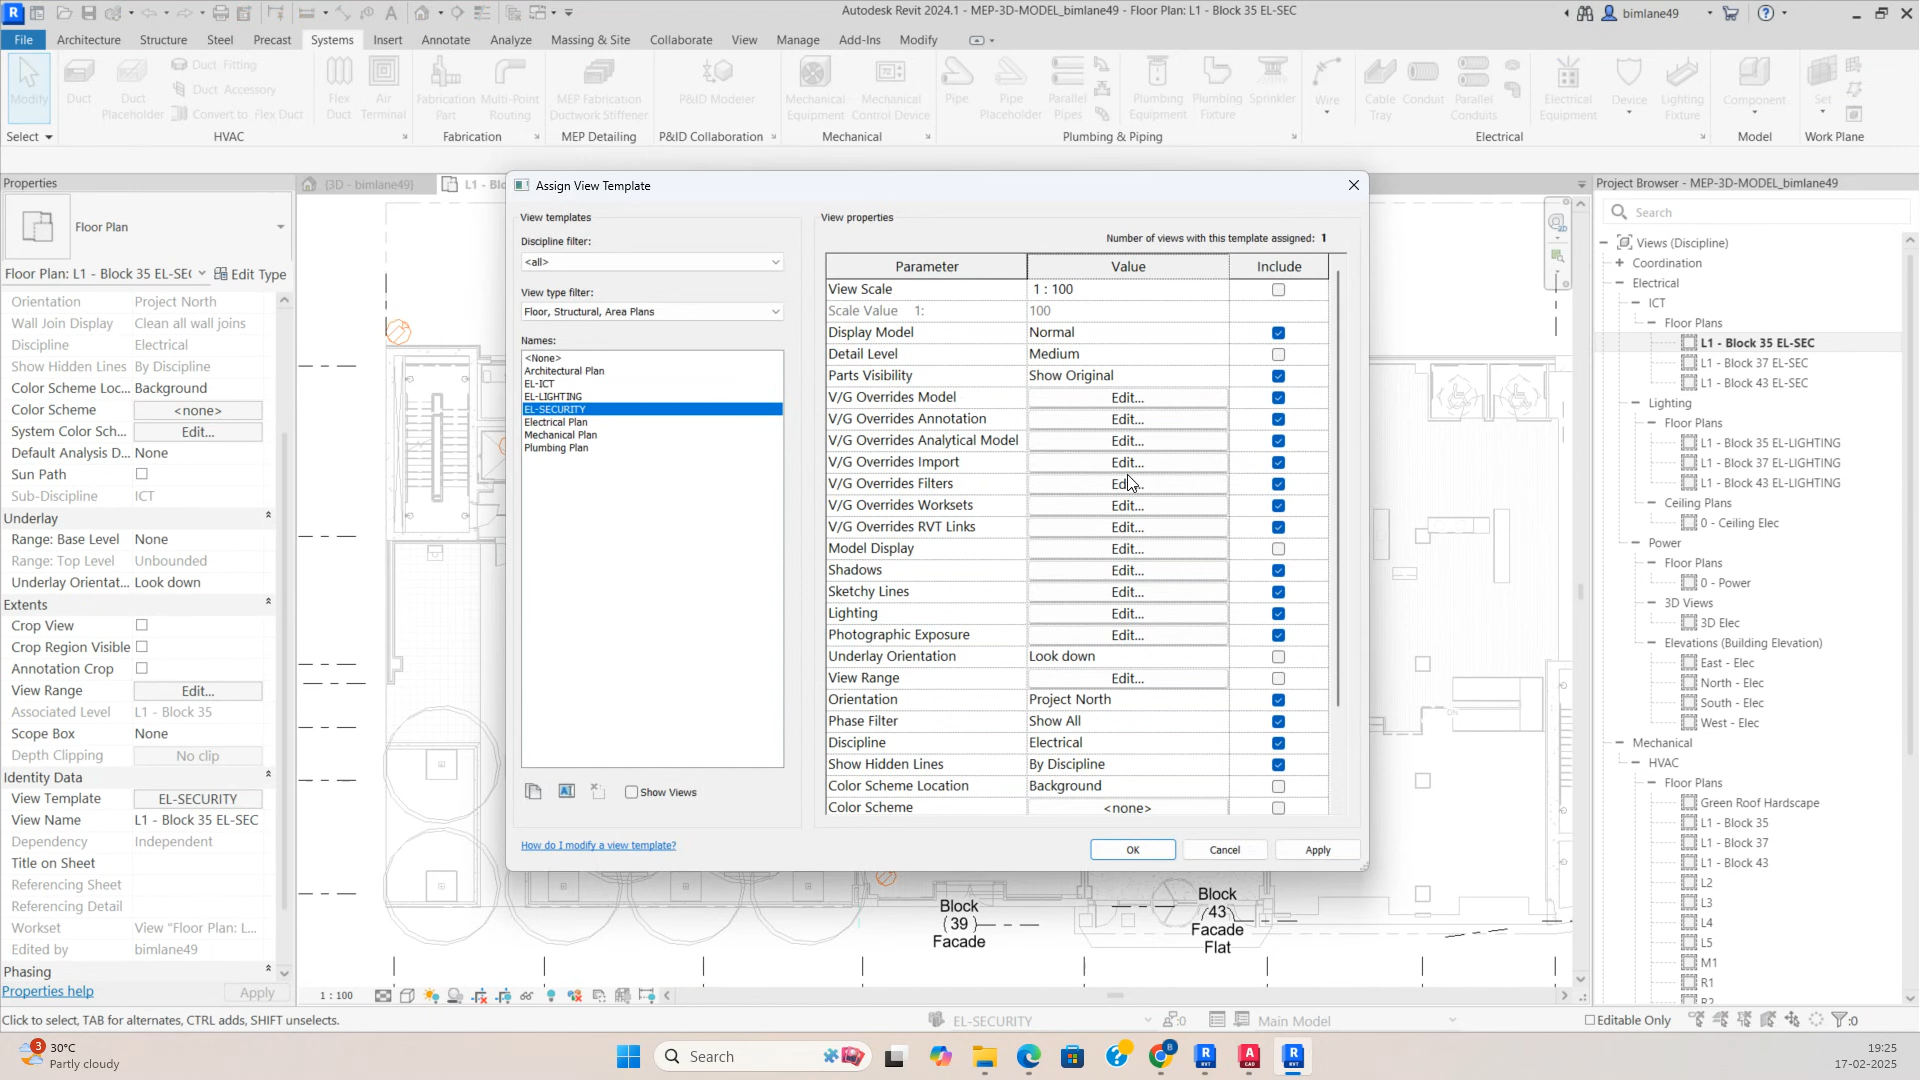 Autodesk Revit 2024.1 - MEP-3D-MODEL_bimlane49 - Floor Plan: L1 - Block 35 EL-SEC
bimlane49
File Architecture Structure Steel Precast Systems Insert Annotate Analyze Massing & Site Collaborate View Manage Add-Ins Modify
Modify
Duct
Duct Placeholder
Duct Fitting
Duct Accessory
Convert to Flex Duct
Flex Duct
Air Terminal
Fabrication Part
Multi-Point Routing
MEP Fabrication Ductwork Stiffener
P&ID Modeler
Mechanical Equipment
Mechanical Control Device
Pipe
Pipe Placeholder
Parallel Pipes
Plumbing Equipment
Plumbing Fixture
Sprinkler
Wire
Cable Tray
Conduit
Parallel Conduits
Electrical Equipment
Device
Lighting Fixture
Component
Set
Select HVAC Fabrication MEP Detailing P&ID Collaboration Mechanical Plumbing & Piping Electrical Model Work Plane
Properties
Floor Plan
Floor Plan: L1 - Block 35 EL-SEC Edit Type
Orientation Project North
Wall Join Display Clean all wall joins
Discipline Electrical
Show Hidden Lines By Discipline
Color Scheme Loc... Background
Color Scheme <none>
System Color Sch... Edit...
Default Analysis D... None
Sun Path
Sub-Discipline ICT
Underlay
Range: Base Level None
Range: Top Level Unbounded
Underlay Orientat... Look down
Extents
Crop View
Crop Region Visible
Annotation Crop
View Range Edit...
Associated Level L1 - Block 35
Scope Box None
Depth Clipping No clip
Identity Data
View Template EL-SECURITY
View Name L1 - Block 35 EL-SEC
Dependency Independent
Title on Sheet
Referencing Sheet
Referencing Detail
Workset View "Floor Plan: L...
Edited by bimlane49
Phasing
Properties help Apply
{3D - bimlane49}
L1 - Blo
Assign View Template
View templates
Discipline filter:
<all>
View type filter:
Floor, Structural, Area Plans
Names:
<None>
Architectural Plan
EL-ICT
EL-LIGHTING
EL-SECURITY
Electrical Plan
Mechanical Plan
Plumbing Plan
Show Views
How do I modify a view template?
View properties
Number of views with this template assigned: 1
Parameter Value Include
View Scale 1 : 100
Scale Value 1: 100
Display Model Normal
Detail Level Medium
Parts Visibility Show Original
V/G Overrides Model Edit...
V/G Overrides Annotation Edit...
V/G Overrides Analytical Model Edit...
V/G Overrides Import Edit...
V/G Overrides Filters Edit...
V/G Overrides Worksets Edit...
V/G Overrides RVT Links Edit...
Model Display Edit...
Shadows Edit...
Sketchy Lines Edit...
Lighting Edit...
Photographic Exposure Edit...
Underlay Orientation Look down
View Range Edit...
Orientation Project North
Phase Filter Show All
Discipline Electrical
Show Hidden Lines By Discipline
Color Scheme Location Background
Color Scheme <none>
OK Cancel Apply
Block
39
Facade
Block
43
Facade
Flat
DN
Project Browser - MEP-3D-MODEL_bimlane49
Search
Views (Discipline)
Coordination
Electrical
ICT
Floor Plans
L1 - Block 35 EL-SEC
L1 - Block 37 EL-SEC
L1 - Block 43 EL-SEC
Lighting
Floor Plans
L1 - Block 35 EL-LIGHTING
L1 - Block 37 EL-LIGHTING
L1 - Block 43 EL-LIGHTING
Ceiling Plans
0 - Ceiling Elec
Power
Floor Plans
0 - Power
3D Views
3D Elec
Elevations (Building Elevation)
East - Elec
North - Elec
South - Elec
West - Elec
Mechanical
HVAC
Floor Plans
Green Roof Hardscape
L1 - Block 35
L1 - Block 37
L1 - Block 43
L2
L3
L4
L5
M1
R1
R2
1 : 100
Click to select, TAB for alternates, CTRL adds, SHIFT unselects.
EL-SECURITY
:0
Main Model
Editable Only
:0
3
30°C
Partly cloudy
Search
19:25
17-02-2025